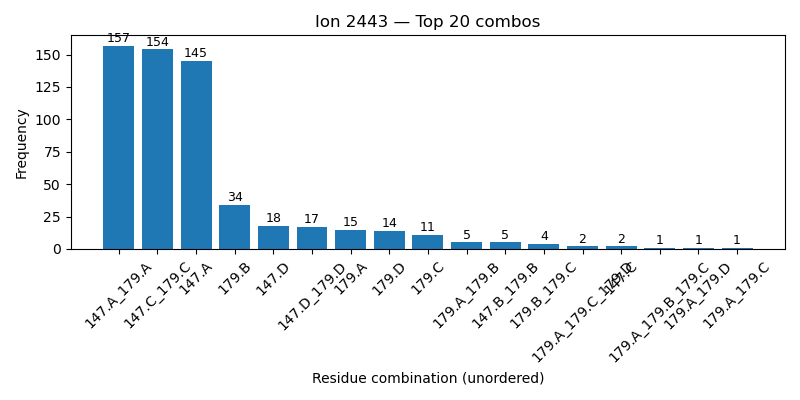 Ion 2443 — Top 20 combos
Frequency
150
125
100
75
50
25
0
157
154
145
34
18
17
15
14
11
5
5
4
2
2
1
1
1
147.A_179.A
147.C_179.C
147.A
179.B
147.D
147.D_179.D
179.A
179.D
179.C
179.A_179.B
147.B_179.B
179.B_179.C
179.A_179.C_179.D
147.C
179.A_179.B_179.C
179.A_179.D
179.A_179.C
Residue combination (unordered)